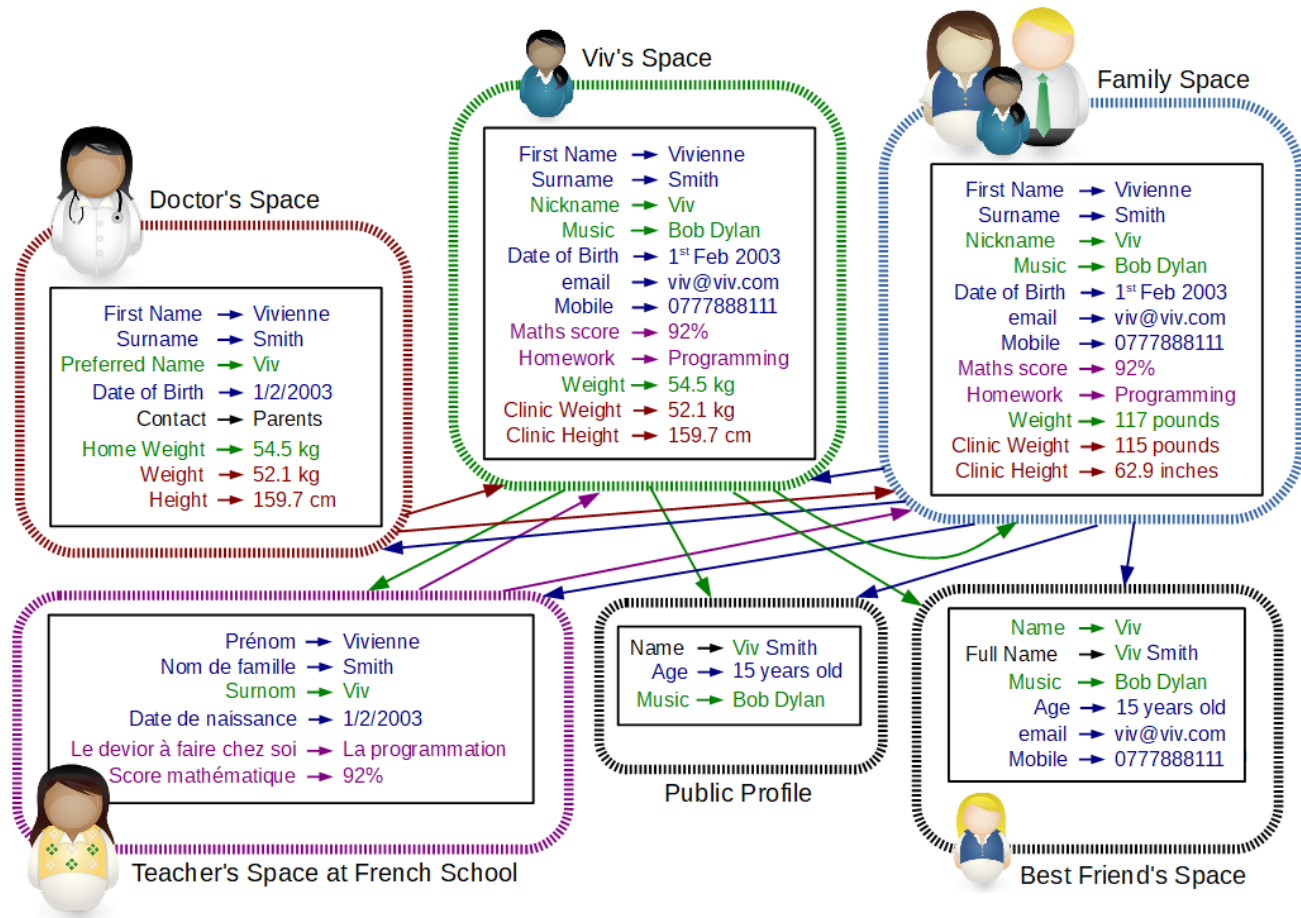 Viv's Space
First Name → Vivienne
Surname → Smith
Nickname → Viv
Music → Bob Dylan
Date of Birth → 1st Feb 2003
email → viv@viv.com
Mobile → 0777888111
Maths score → 92%
Homework → Programming
Weight → 54.5 kg
Clinic Weight → 52.1 kg
Clinic Height → 159.7 cm
Family Space
First Name → Vivienne
Surname → Smith
Nickname → Viv
Music → Bob Dylan
Date of Birth → 1st Feb 2003
email → viv@viv.com
Mobile → 0777888111
Maths score → 92%
Homework → Programming
Weight → 117 pounds
Clinic Weight → 115 pounds
Clinic Height → 62.9 inches
Doctor's Space
First Name → Vivienne
Surname → Smith
Preferred Name → Viv
Date of Birth → 1/2/2003
Contact → Parents
Home Weight → 54.5 kg
Weight → 52.1 kg
Height → 159.7 cm
Prénom → Vivienne
Nom de famille → Smith
Surnom → Viv
Date de naissance → 1/2/2003
Le devior à faire chez soi → La programmation
Score mathématique → 92%
Teacher's Space at French School
Name → Viv Smith
Age → 15 years old
Music → Bob Dylan
Public Profile
Name → Viv
Full Name → Viv Smith
Music → Bob Dylan
Age → 15 years old
email → viv@viv.com
Mobile → 0777888111
Best Friend's Space